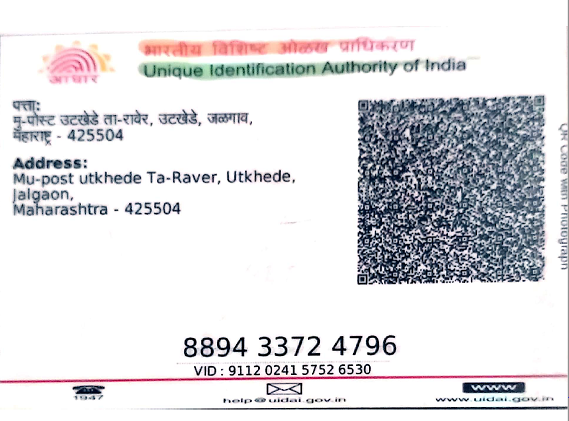 भारतीय विशिष्ट ओळख प्राधिकरण
Unique Identification Authority of India
आधार
पत्ता:
मु-पोस्ट उटखेडे ता-रावेर, उटखेडे, जळगाव,
महाराष्ट्र - 425504
Address:
Mu-post utkhede Ta-Raver, Utkhede,
Jalgaon,
Maharashtra - 425504
QR Code with Photograph
8894 3372 4796
VID : 9112 0241 5752 6530
1947
help@uidai.gov.in
www
www.uidai.gov.in